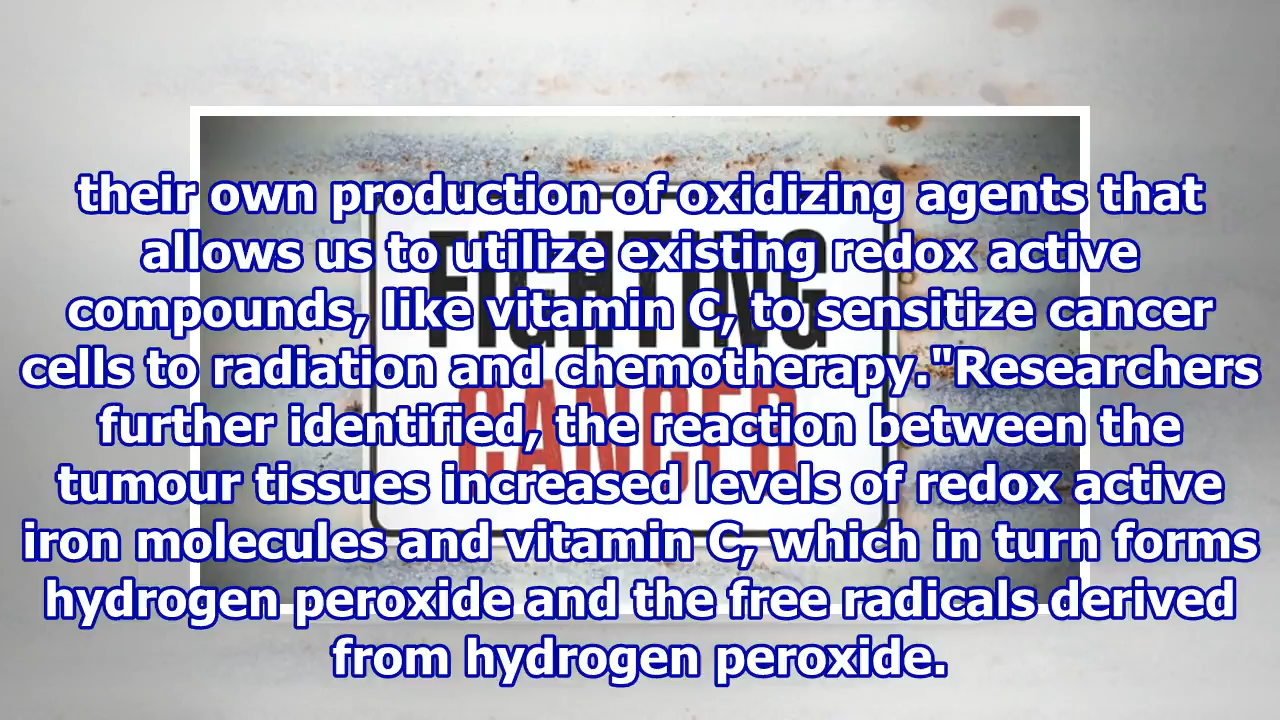 their own production of oxidizing agents that
allows us to utilize existing redox active
compounds, like vitamin C, to sensitize cancer
cells to radiation and chemotherapy."Researchers
further identified, the reaction between the
tumour tissues increased levels of redox active
iron molecules and vitamin C, which in turn forms
hydrogen peroxide and the free radicals derived
from hydrogen peroxide.
FIGHTING
CANCER